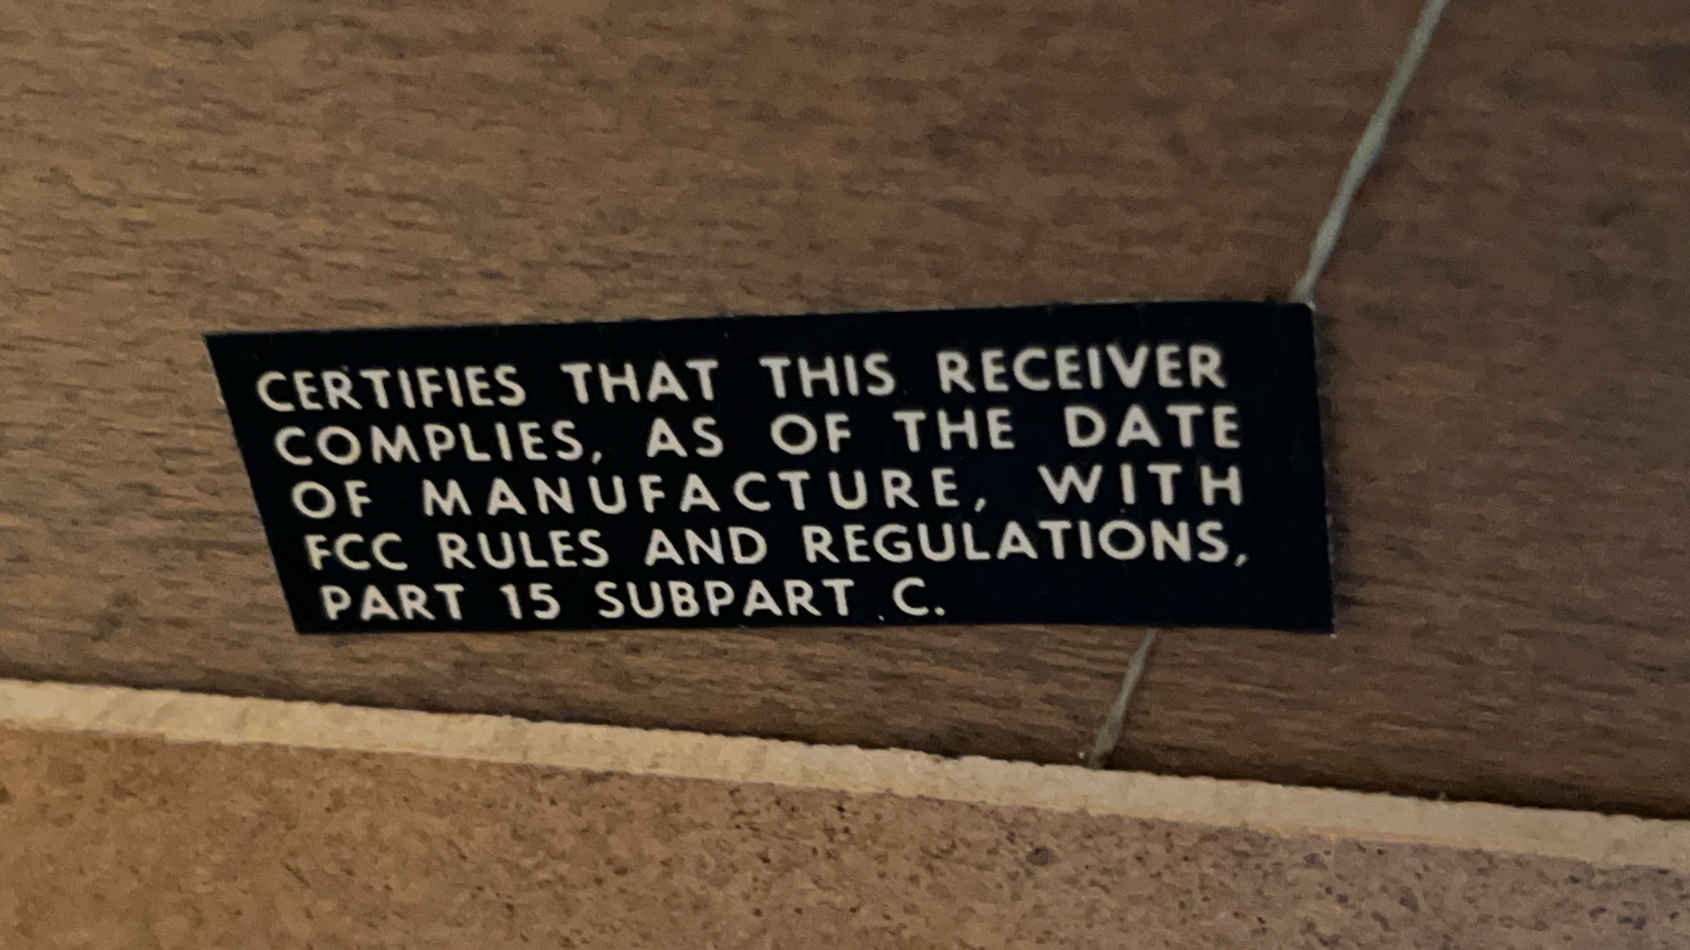 CERTIFIES THAT THIS RECEIVER
COMPLIES, AS OF THE DATE
OF MANUFACTURE, WITH
FCC RULES AND REGULATIONS,
PART 15 SUBPART C.